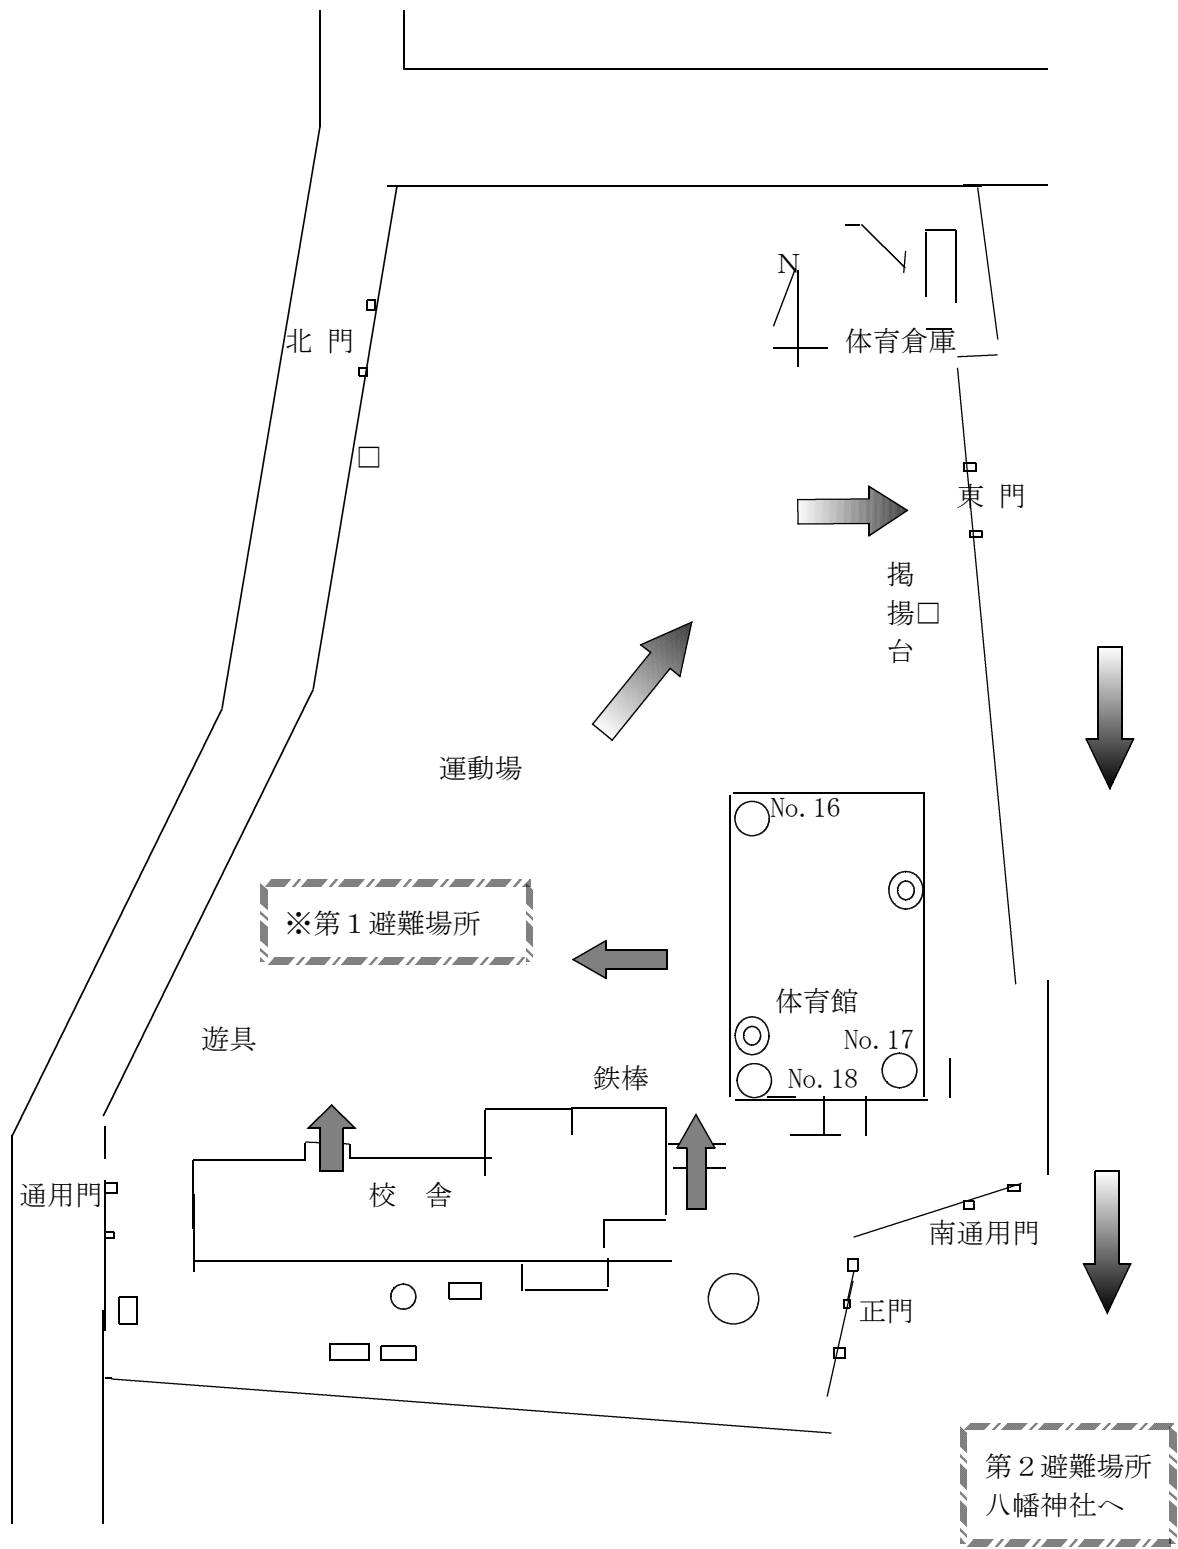 N
北 門
体育倉庫
□
東 門
掲
揚□
台
運動場
No.16
※第1避難場所
体育館
遊具
No.17
鉄棒
No.18
通用門
校 舎
南通用門
正門
第2避難場所
八幡神社へ